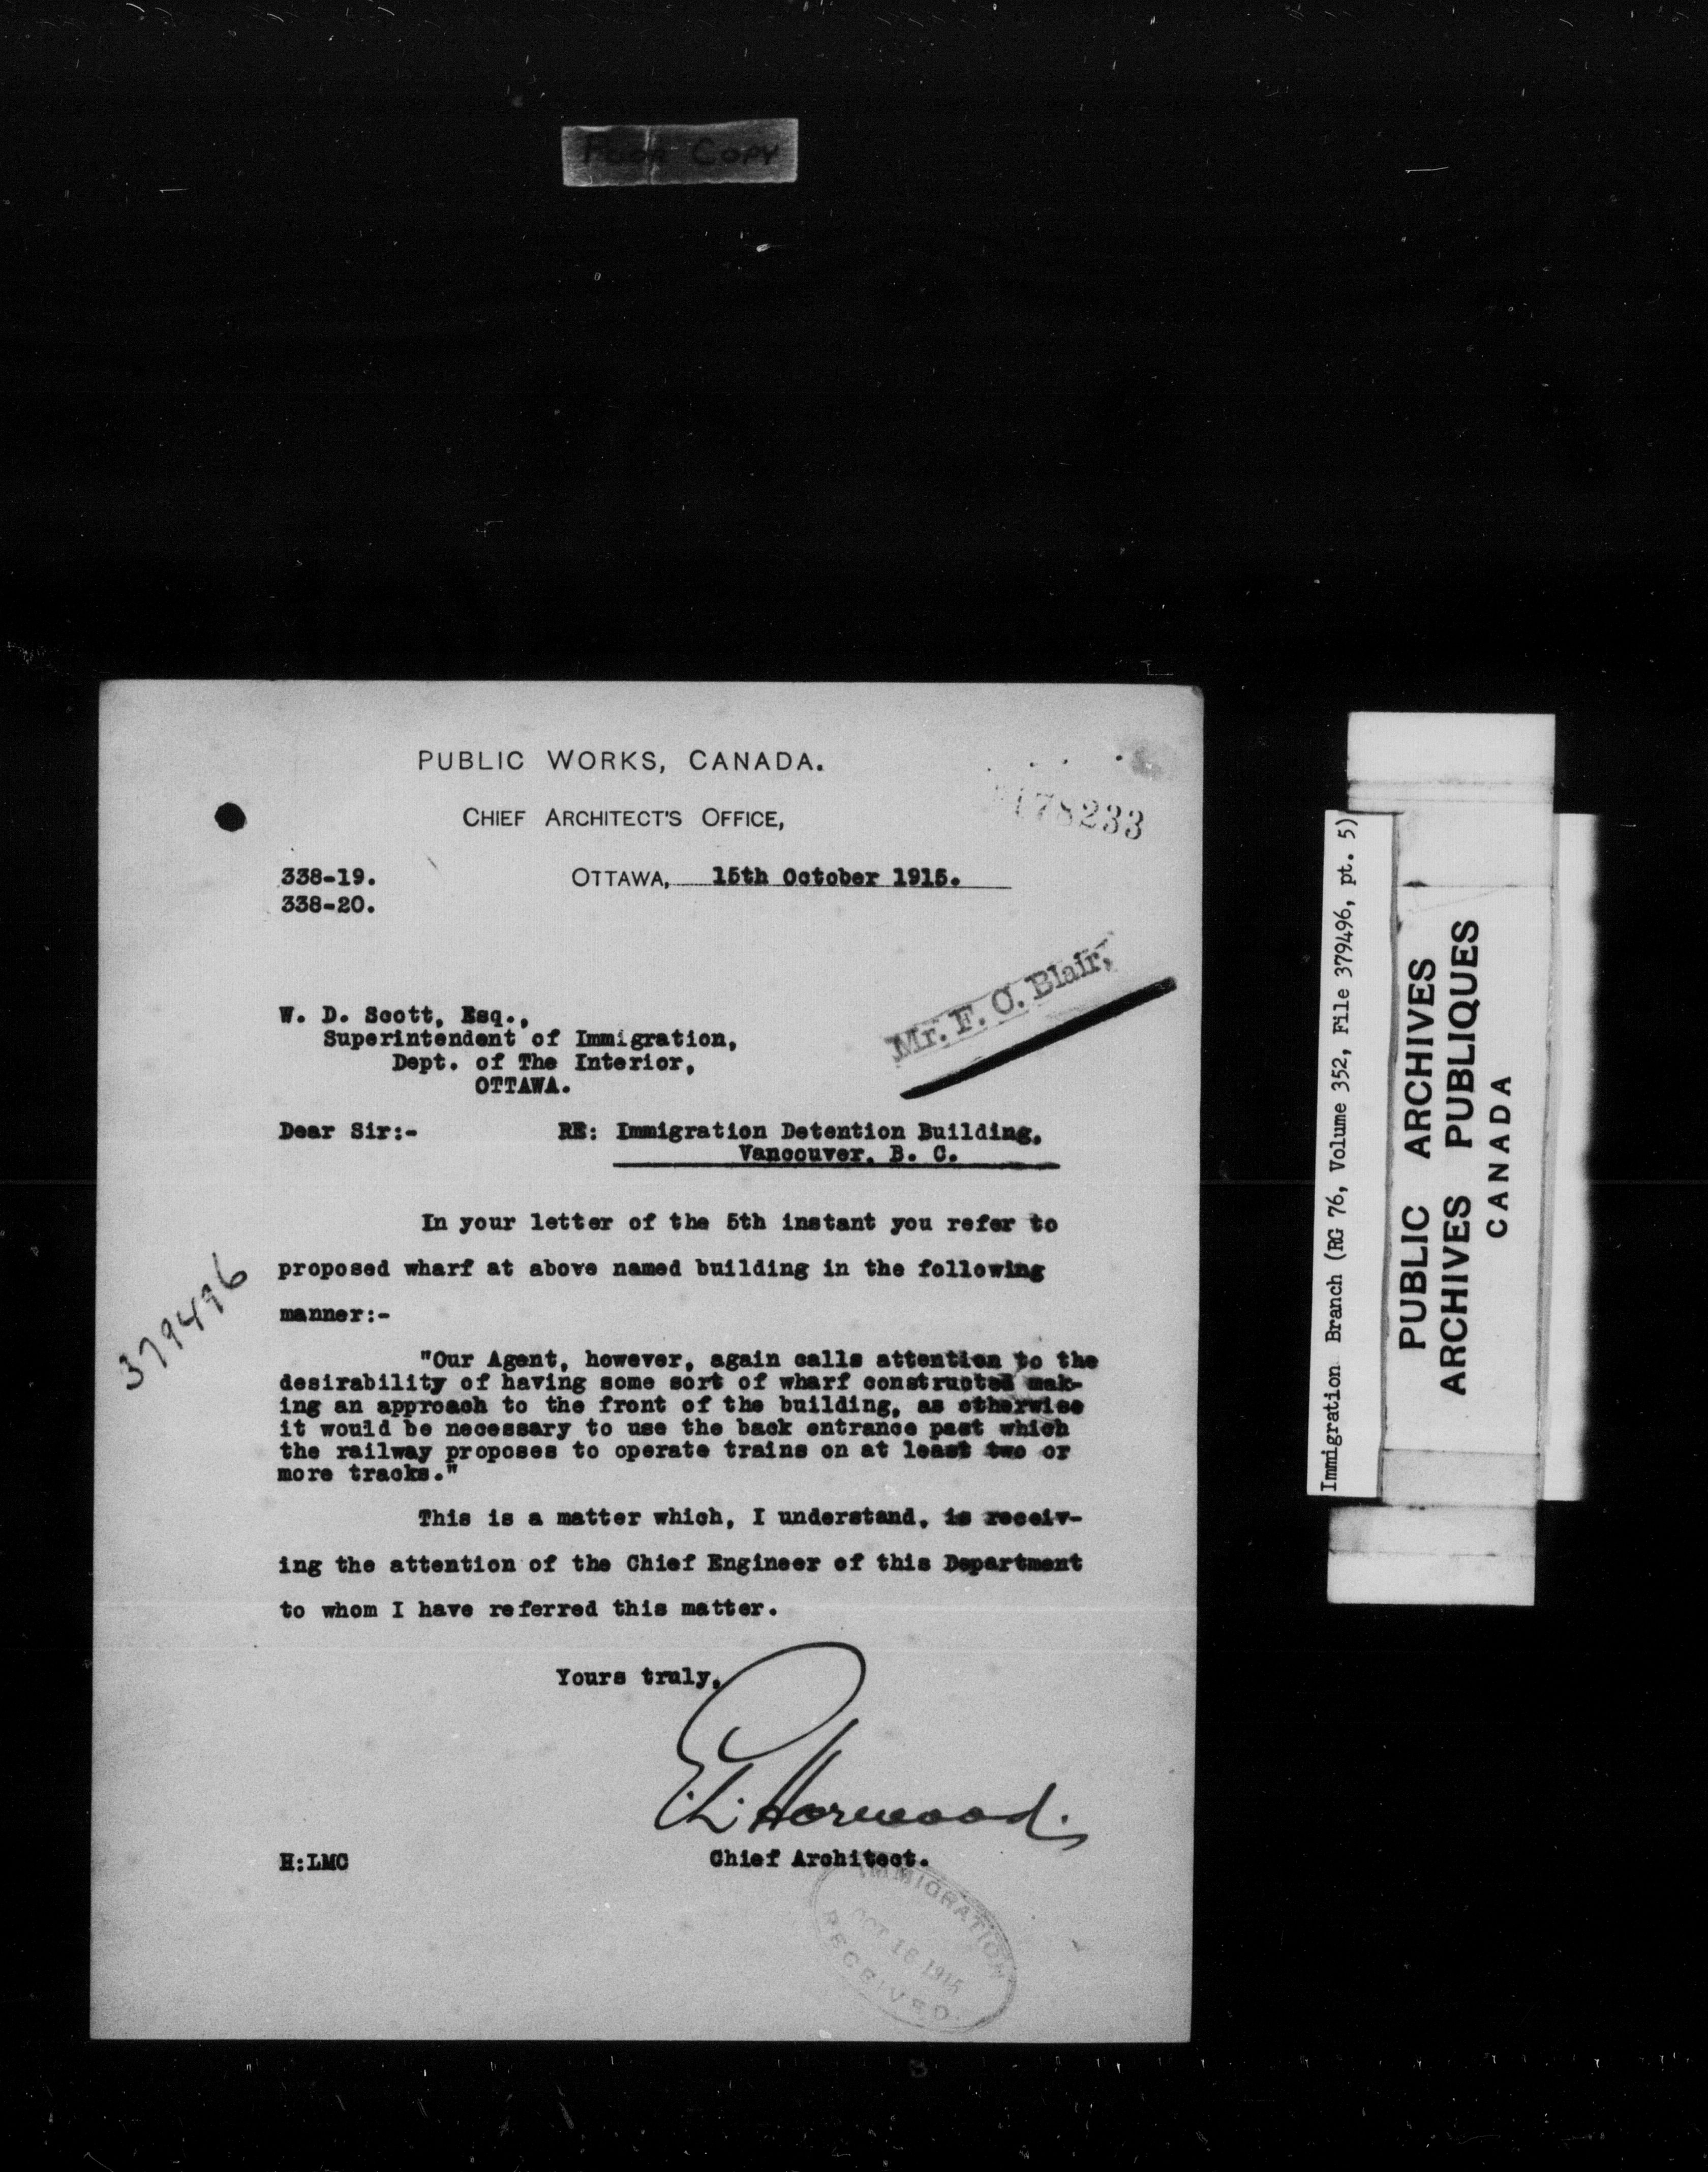 Poor Copy
PUBLIC WORKS, CANADA.
CHIEF ARCHITECT'S OFFICE,
178233
338-19.
OTTAWA, 15th October 1915.
338-20.
Mr. F. C. Blair,
W. D. Scott, Esq.,
Superintendent of Immigration,
Dept. of The Interior,
OTTAWA.
Dear Sir:- RE: Immigration Detention Building,
Vancouver, B. C.
In your letter of the 5th instant you refer to
proposed wharf at above named building in the following
manner:-
379496
"Our Agent, however, again calls attention to the
desirability of having some sort of wharf constructed mak-
ing an approach to the front of the building, as otherwise
it would be necessary to use the back entrance past which
the railway proposes to operate trains on at least two or
more tracks."
This is a matter which, I understand, is receiv-
ing the attention of the Chief Engineer of this Department
to whom I have referred this matter.
Yours truly,
E. L. Horwood.
H:LMC
Chief Architect.
IMMIGRATION
OCT 18 1915
RECEIVED.
Immigration Branch (RG 76, Volume 352, File 379496, pt. 5)
PUBLIC ARCHIVES
ARCHIVES PUBLIQUES
CANADA